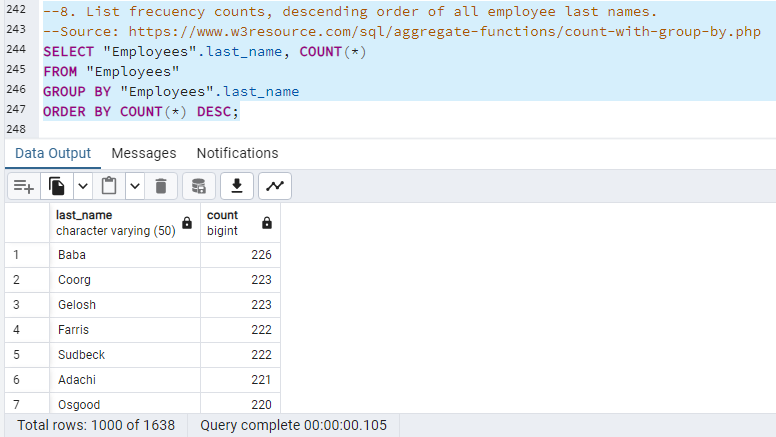 242 --8. List frecuency counts, descending order of all employee last names.
243 --Source: https://www.w3resource.com/sql/aggregate-functions/count-with-group-by.php
244 SELECT "Employees".last_name, COUNT(*)
245 FROM "Employees"
246 GROUP BY "Employees".last_name
247 ORDER BY COUNT(*) DESC;
248
Data Output Messages Notifications
last_name count
character varying (50) bigint
1 Baba 226
2 Coorg 223
3 Gelosh 223
4 Farris 222
5 Sudbeck 222
6 Adachi 221
7 Osgood 220
Total rows: 1000 of 1638 Query complete 00:00:00.105